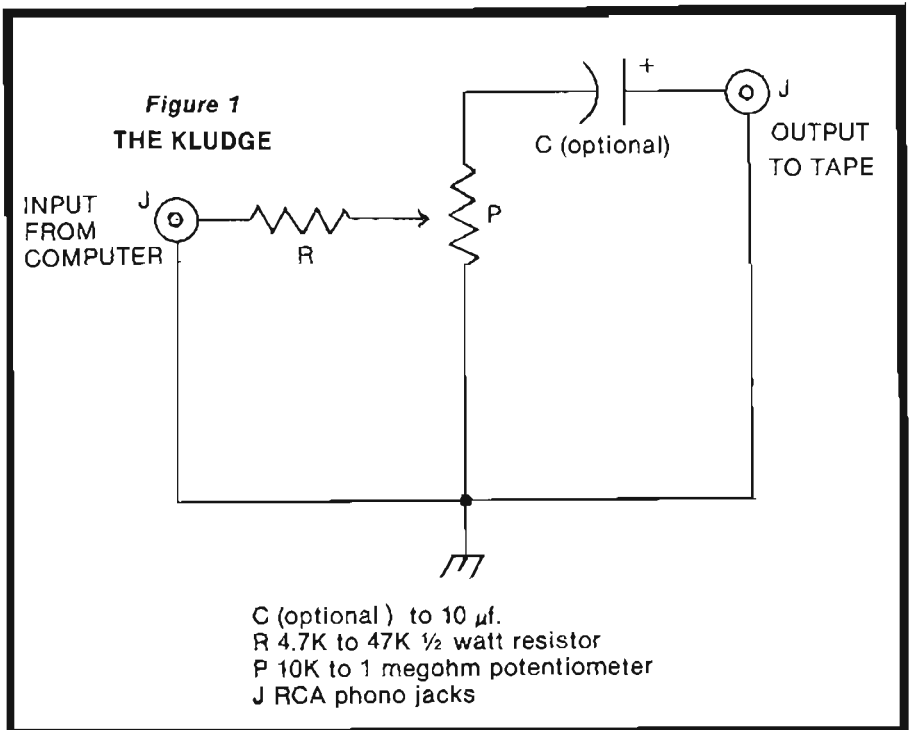 Figure 1
THE KLUDGE
+
J
C (optional)
OUTPUT
TO TAPE
J
INPUT
FROM
COMPUTER
R
P
C (optional) to 10 µf.
R 4.7K to 47K ½ watt resistor
P 10K to 1 megohm potentiometer
J RCA phono jacks